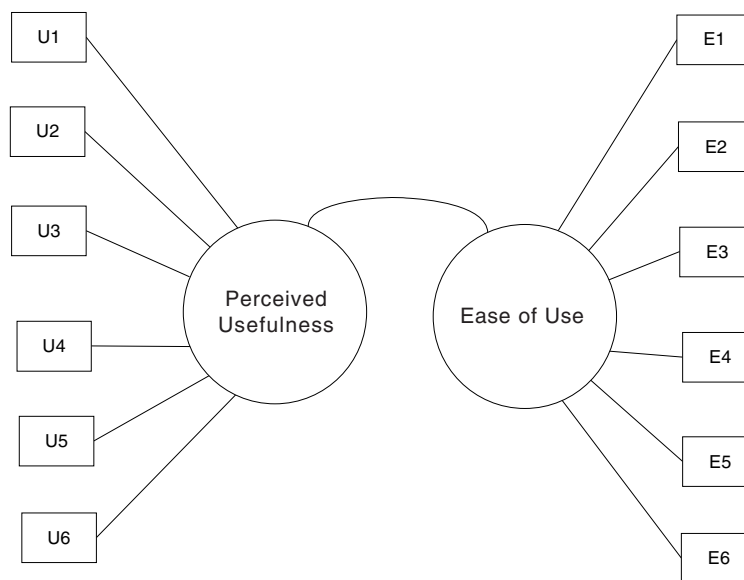 U1
U2
U3
U4
U5
U6
Perceived
Usefulness
Ease of Use
E1
E2
E3
E4
E5
E6